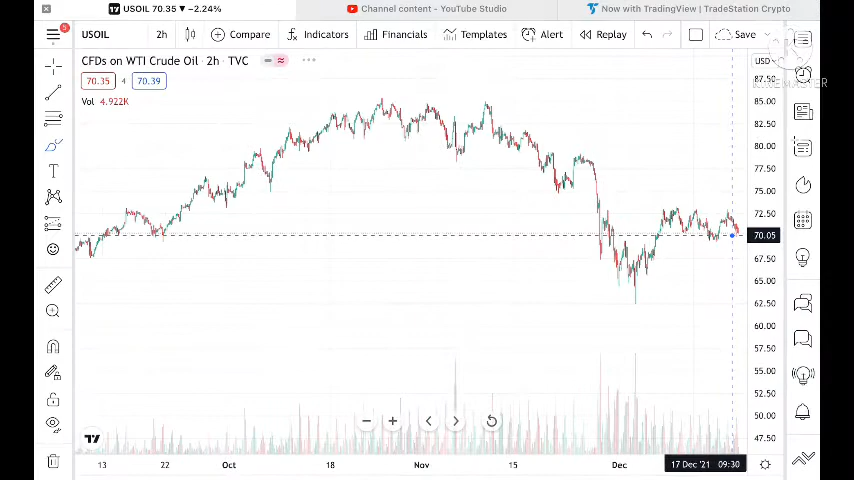 USOIL 70.35 ▼ −2.24%
Channel content - YouTube Studio
Now with TradingView | TradeStation Crypto
5
USOIL
2h
Compare
Indicators
Financials
Templates
Alert
Replay
Save
CFDs on WTI Crude Oil · 2h · TVC
USD
70.35
4
70.39
Vol 4.922K
KINEMASTER
87.50
85.00
82.50
80.00
77.50
75.00
72.50
70.05
67.50
65.00
62.50
60.00
57.50
55.00
52.50
50.00
47.50
13
22
Oct
18
Nov
15
Dec
17 Dec '21 09:30